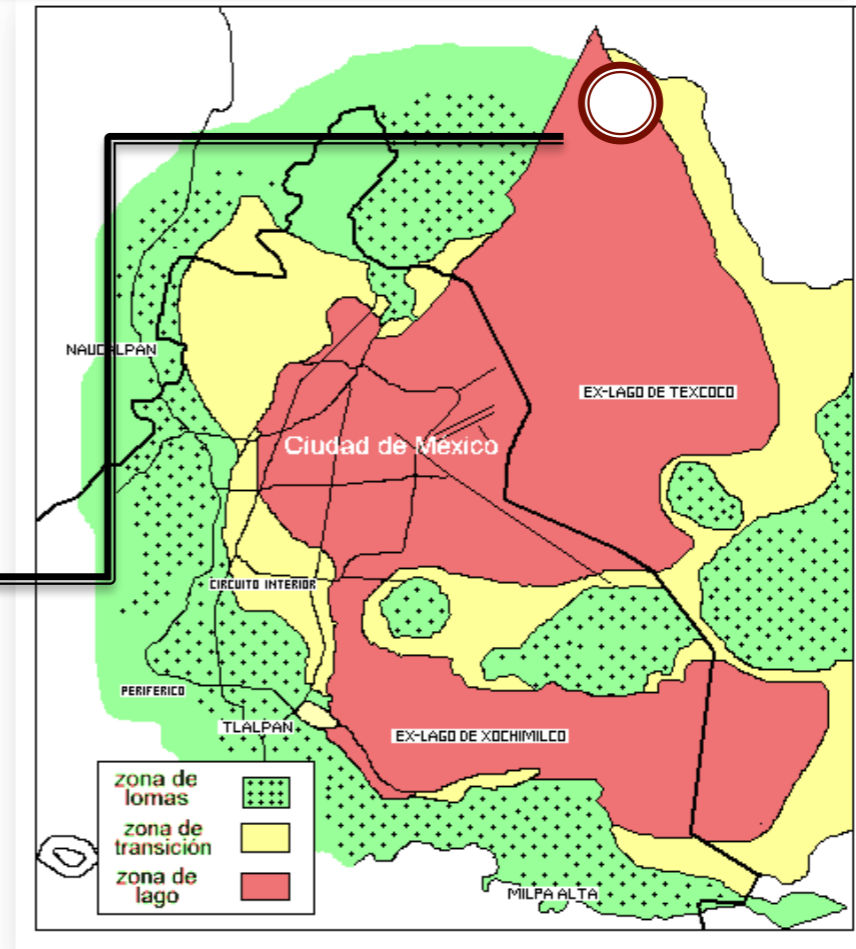 NAUCALPAN
EX-LAGO DE TEXCOCO
Ciudad de México
CIRCUITO INTERIOR
PERIFERICO
TLALPAN
EX-LAGO DE XOCHIMILCO
zona de
lomas
zona de
transición
zona de
lago
MILPA ALTA